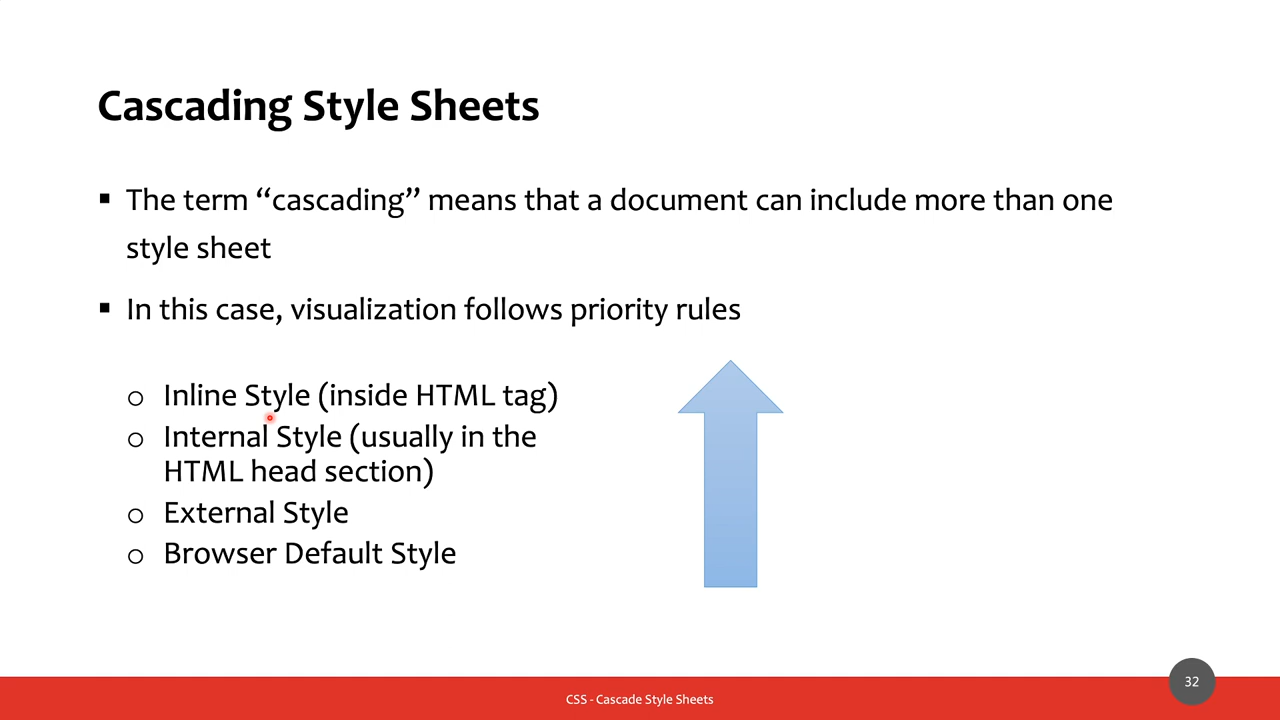 Cascading Style Sheets
▪ The term “cascading” means that a document can include more than one
style sheet
▪ In this case, visualization follows priority rules
o Inline Style (inside HTML tag)
o Internal Style (usually in the
HTML head section)
o External Style
o Browser Default Style
32
CSS - Cascade Style Sheets